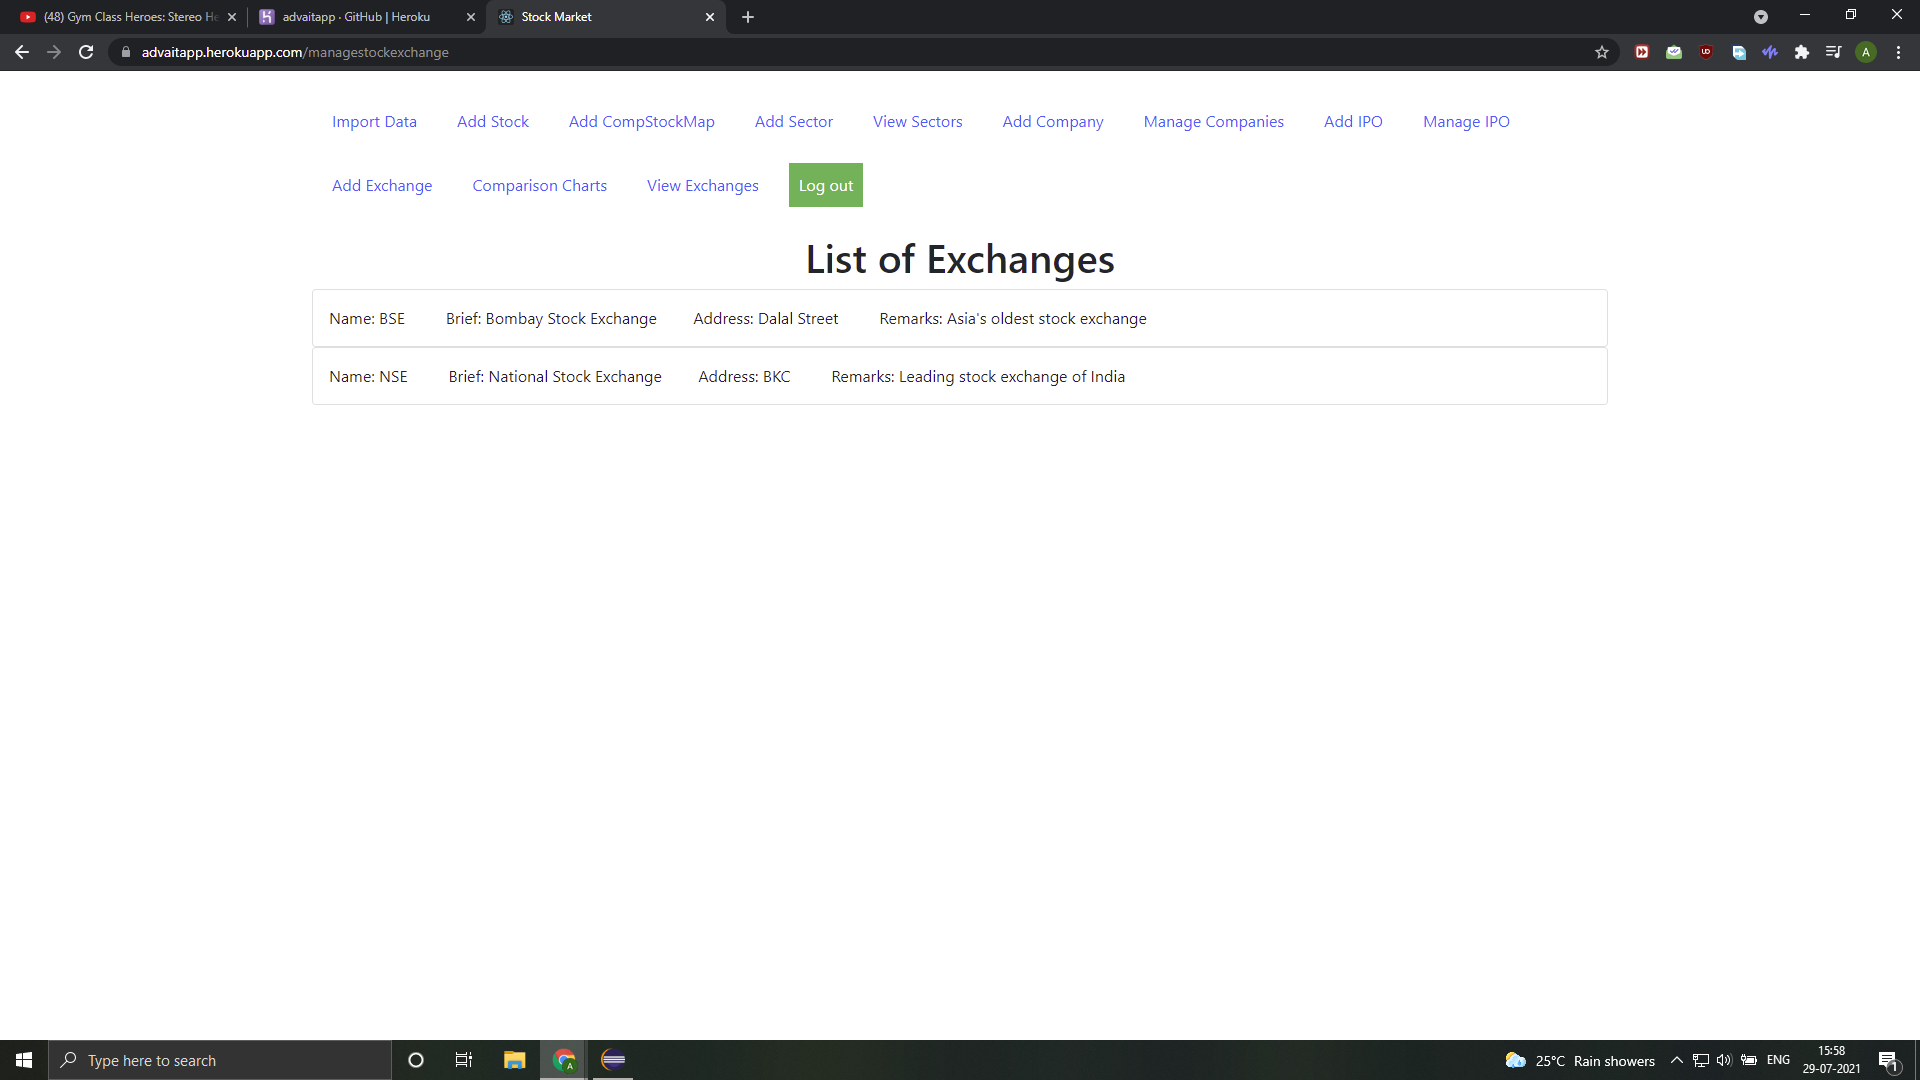 (48) Gym Class Heroes: Stereo He
advaitapp · GitHub | Heroku
Stock Market
advaitapp.herokuapp.com/managestockexchange
A
Import Data Add Stock Add CompStockMap Add Sector View Sectors Add Company Manage Companies Add IPO Manage IPO
Add Exchange Comparison Charts View Exchanges Log out
List of Exchanges
Name: BSE Brief: Bombay Stock Exchange Address: Dalal Street Remarks: Asia's oldest stock exchange
Name: NSE Brief: National Stock Exchange Address: BKC Remarks: Leading stock exchange of India
Type here to search
A
25°C Rain showers
ENG
15:58
29-07-2021
1